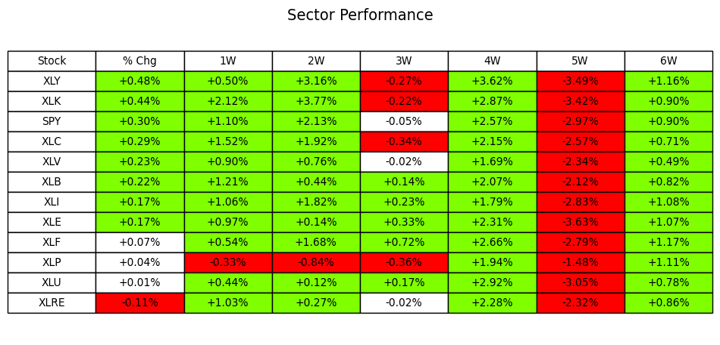 Sector Performance
Stock % Chg 1W 2W 3W 4W 5W 6W
XLY +0.48% +0.50% +3.16% -0.27% +3.62% -3.49% +1.16%
XLK +0.44% +2.12% +3.77% -0.22% +2.87% -3.42% +0.90%
SPY +0.30% +1.10% +2.13% -0.05% +2.57% -2.97% +0.90%
XLC +0.29% +1.52% +1.92% -0.34% +2.15% -2.57% +0.71%
XLV +0.23% +0.90% +0.76% -0.02% +1.69% -2.34% +0.49%
XLB +0.22% +1.21% +0.44% +0.14% +2.07% -2.12% +0.82%
XLI +0.17% +1.06% +1.82% +0.23% +1.79% -2.83% +1.08%
XLE +0.17% +0.97% +0.14% +0.33% +2.31% -3.63% +1.07%
XLF +0.07% +0.54% +1.68% +0.72% +2.66% -2.79% +1.17%
XLP +0.04% -0.33% -0.84% -0.36% +1.94% -1.48% +1.11%
XLU +0.01% +0.44% +0.12% +0.17% +2.92% -3.05% +0.78%
XLRE -0.11% +1.03% +0.27% -0.02% +2.28% -2.32% +0.86%